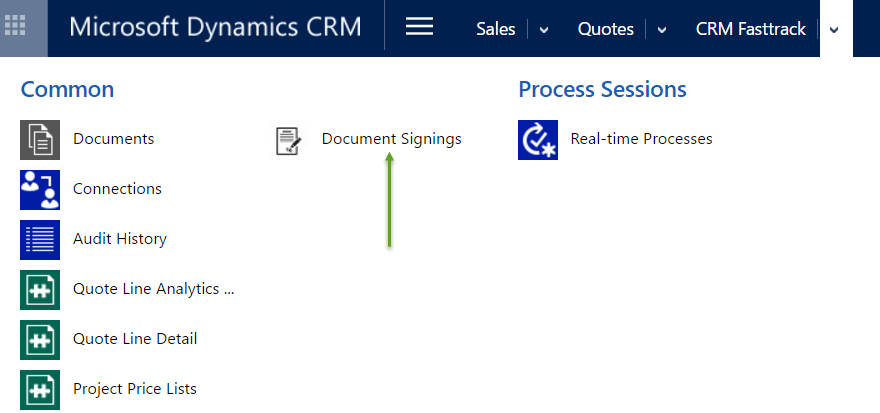 Microsoft Dynamics CRM
Sales
Quotes
CRM Fasttrack
Common
Process Sessions
Documents
Document Signings
Real-time Processes
Connections
Audit History
Quote Line Analytics ...
Quote Line Detail
Project Price Lists